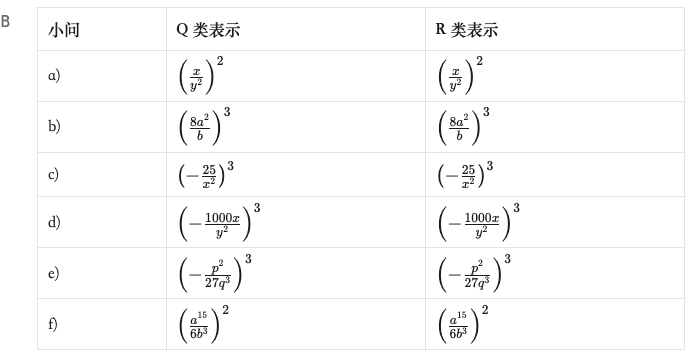 B
小问 Q 类表示 R 类表示
a) (x/y²)² (x/y²)²
b) (8a²/b)³ (8a²/b)³
c) (−25/x²)³ (−25/x²)³
d) (−1000x/y²)³ (−1000x/y²)³
e) (−p²/27q³)³ (−p²/27q³)³
f) (a¹⁵/6b³)² (a¹⁵/6b³)²